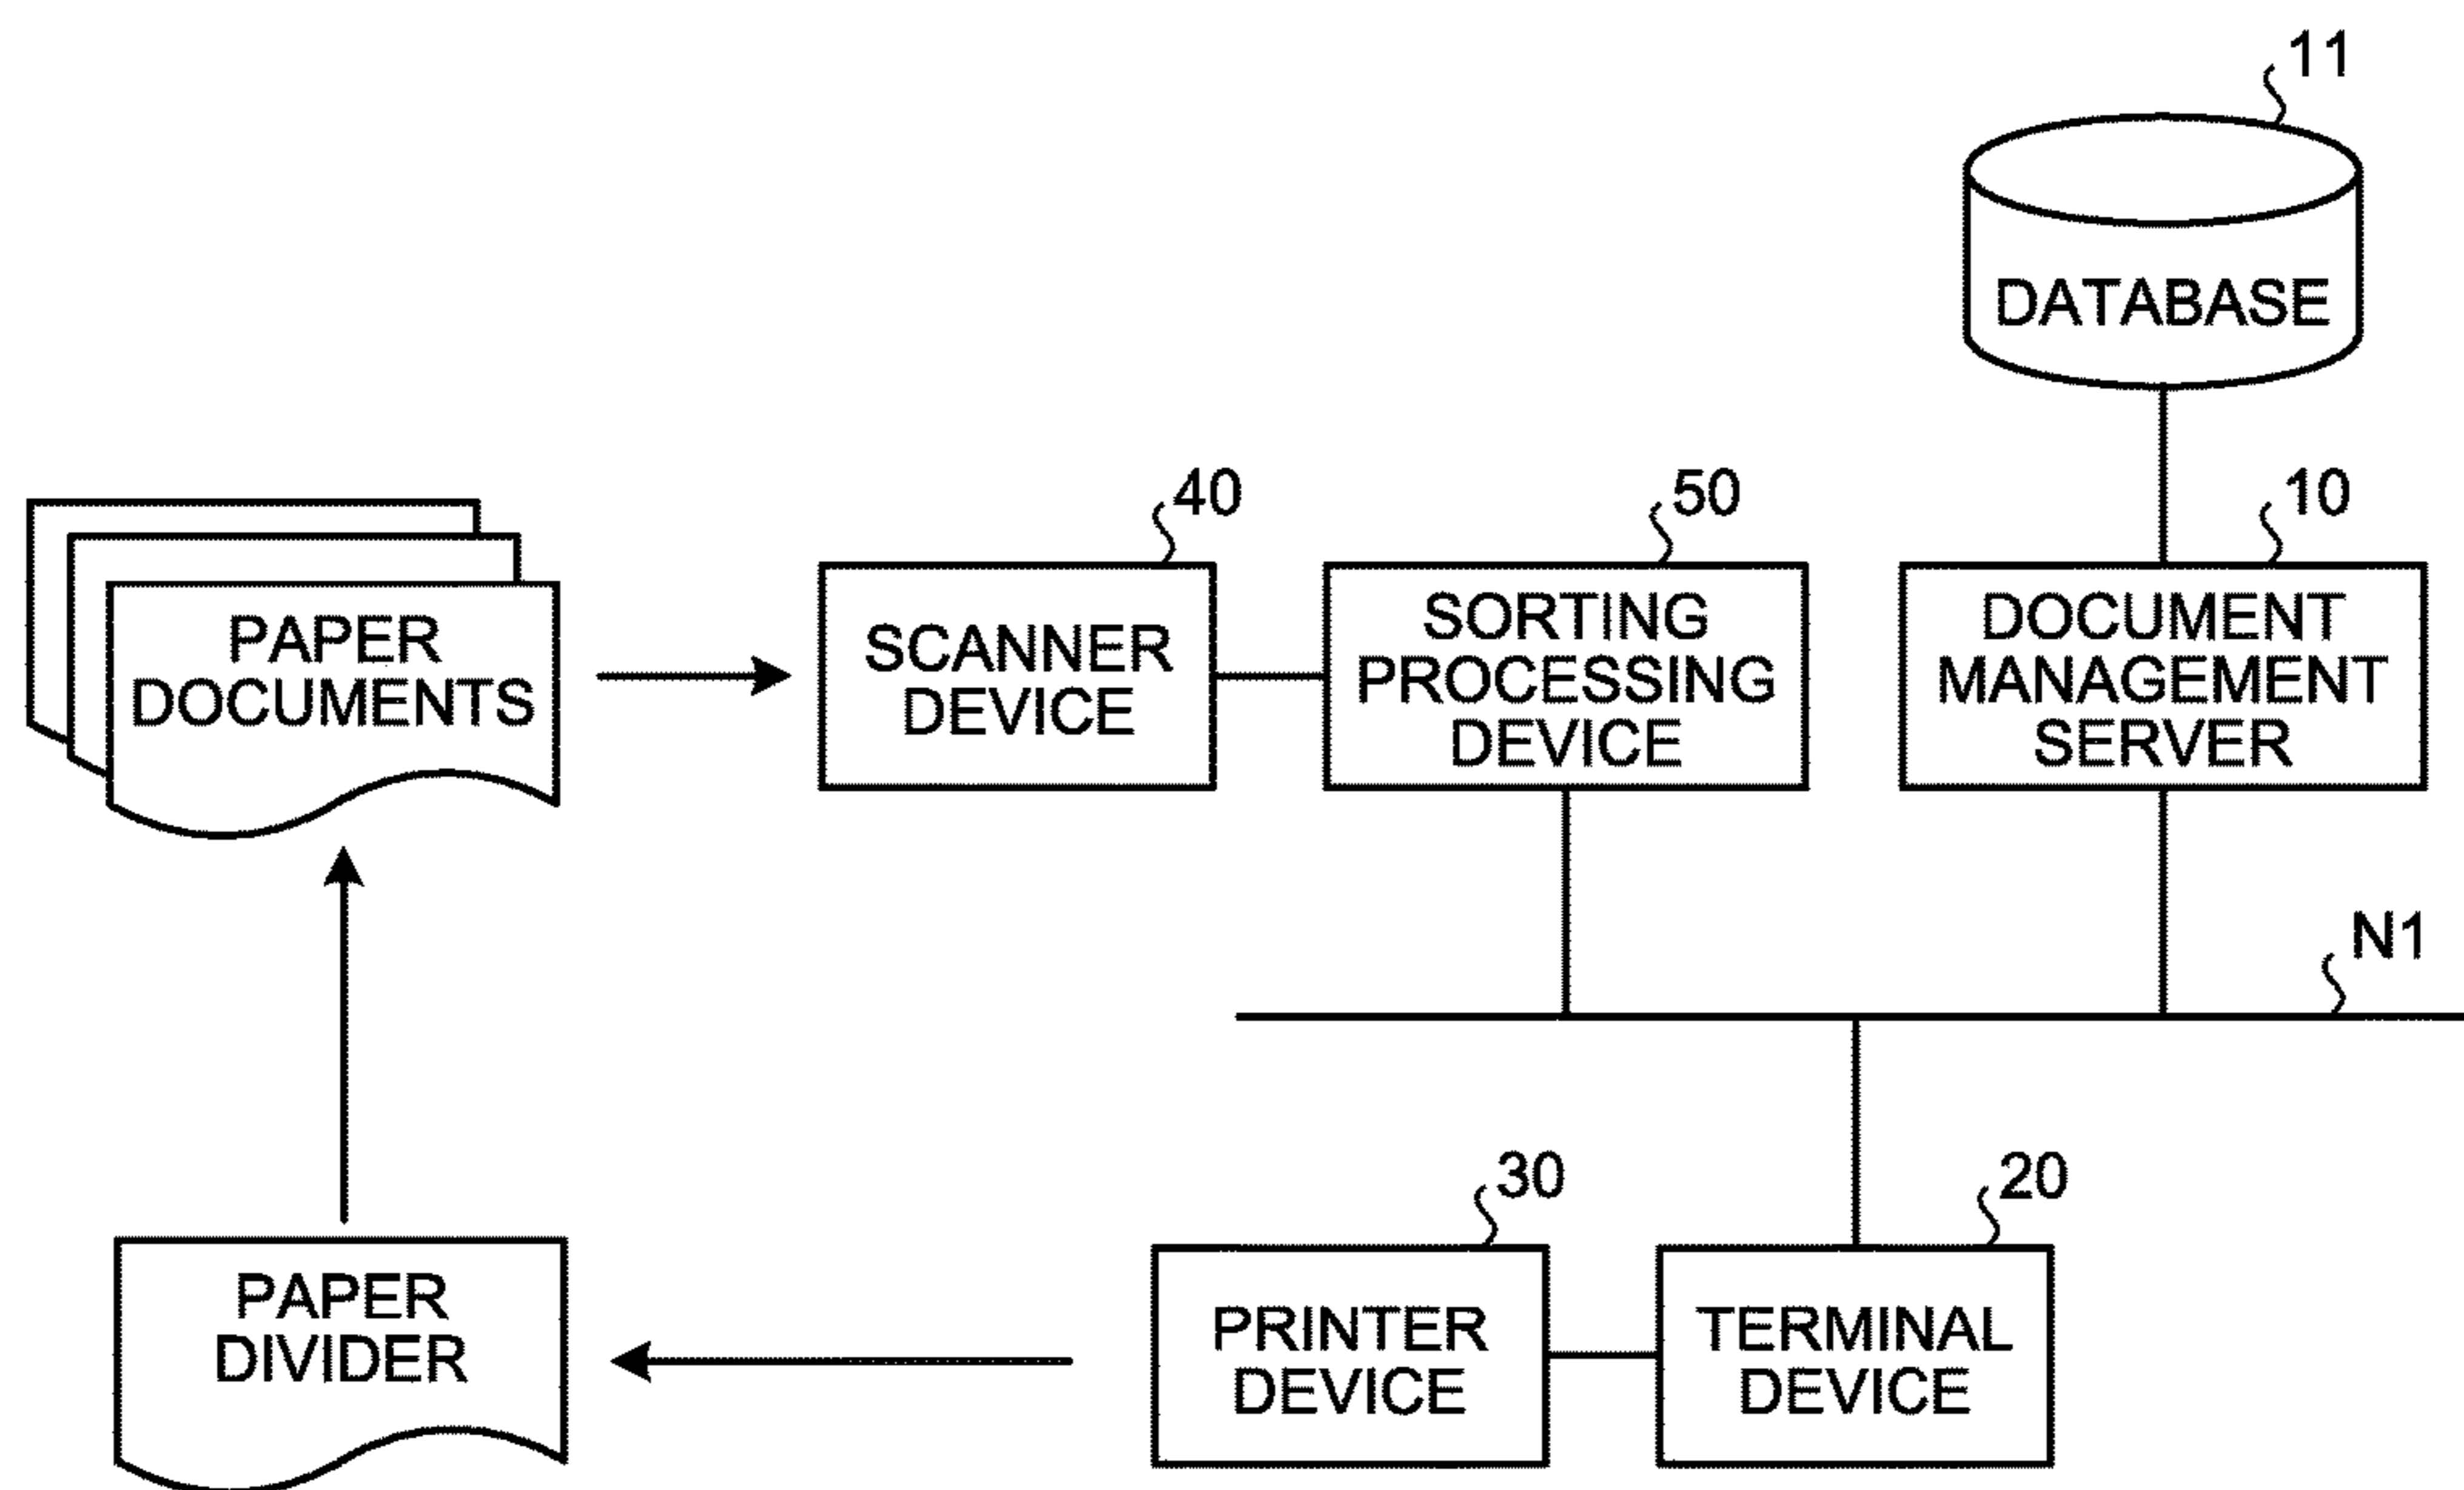 11
DATABASE
40
50
10
PAPER
DOCUMENTS
SCANNER
DEVICE
SORTING
PROCESSING
DEVICE
DOCUMENT
MANAGEMENT
SERVER
N1
30
20
PAPER
DIVIDER
PRINTER
DEVICE
TERMINAL
DEVICE